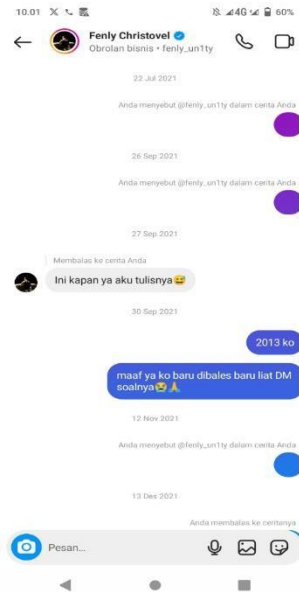 10.01
4G 60%
Fenly Christovel
Obrolan bisnis • fenly_un1ty
22 Jul 2021
Anda menyebut @fenly_un1ty dalam cerita Anda
26 Sep 2021
Anda menyebut @fenly_un1ty dalam cerita Anda
27 Sep 2021
Membalas ke cerita Anda
Ini kapan ya aku tulisnya😅
30 Sep 2021
2013 ko
maaf ya ko baru dibales baru liat DM
soalnya😭🙏
12 Nov 2021
Anda menyebut @fenly_un1ty dalam cerita Anda
13 Des 2021
Anda membalas ke ceritanya
Pesan...